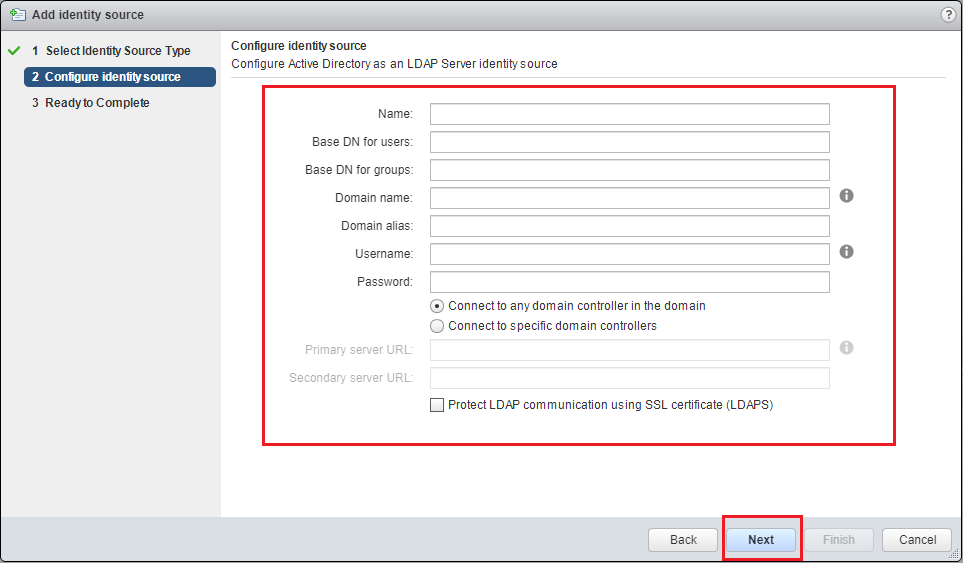 Add identity source
?
1 Select Identity Source Type
2 Configure identity source
3 Ready to Complete
Configure identity source
Configure Active Directory as an LDAP Server identity source
Name:
Base DN for users:
Base DN for groups:
Domain name:
Domain alias:
Username:
Password:
Connect to any domain controller in the domain
Connect to specific domain controllers
Primary server URL:
Secondary server URL:
Protect LDAP communication using SSL certificate (LDAPS)
Back Next Finish Cancel